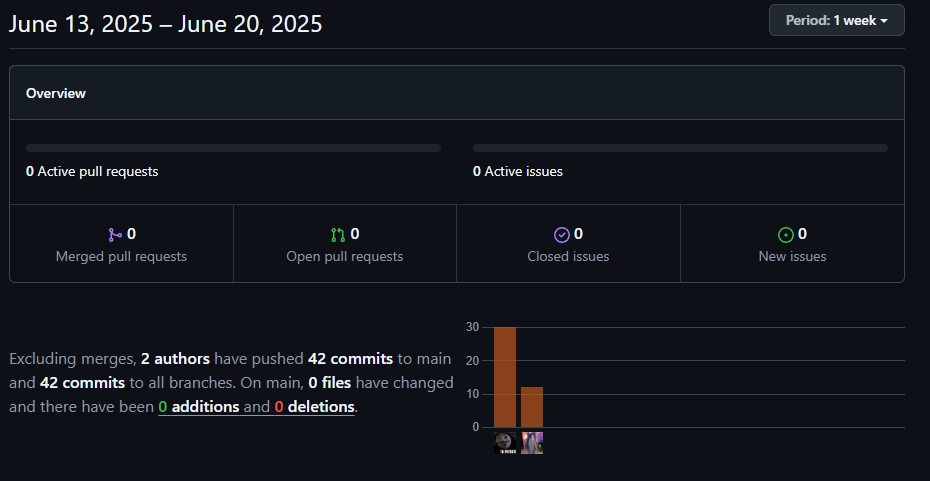 June 13, 2025 – June 20, 2025
Period: 1 week
Overview
0 Active pull requests
0 Active issues
0
Merged pull requests
0
Open pull requests
0
Closed issues
0
New issues
Excluding merges, 2 authors have pushed 42 commits to main
and 42 commits to all branches. On main, 0 files have changed
and there have been 0 additions and 0 deletions.
30
20
10
0